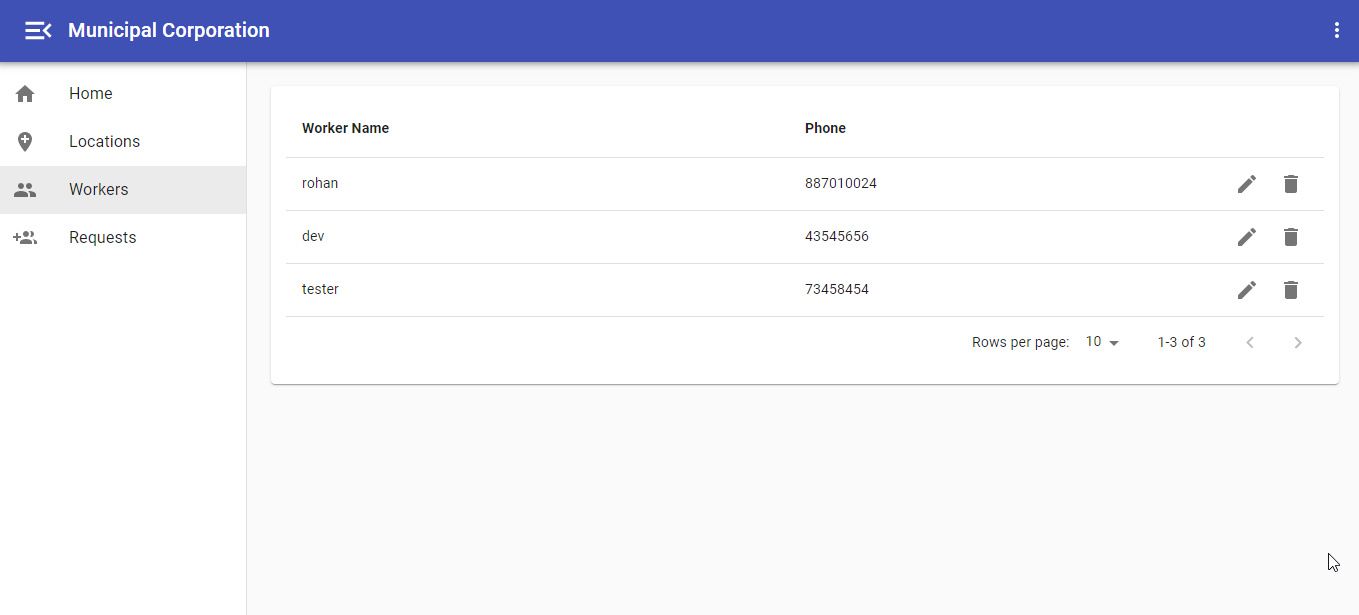 Municipal Corporation
Home
Locations
Workers
Requests
Worker Name Phone
rohan 887010024
dev 43545656
tester 73458454
Rows per page: 10 1-3 of 3